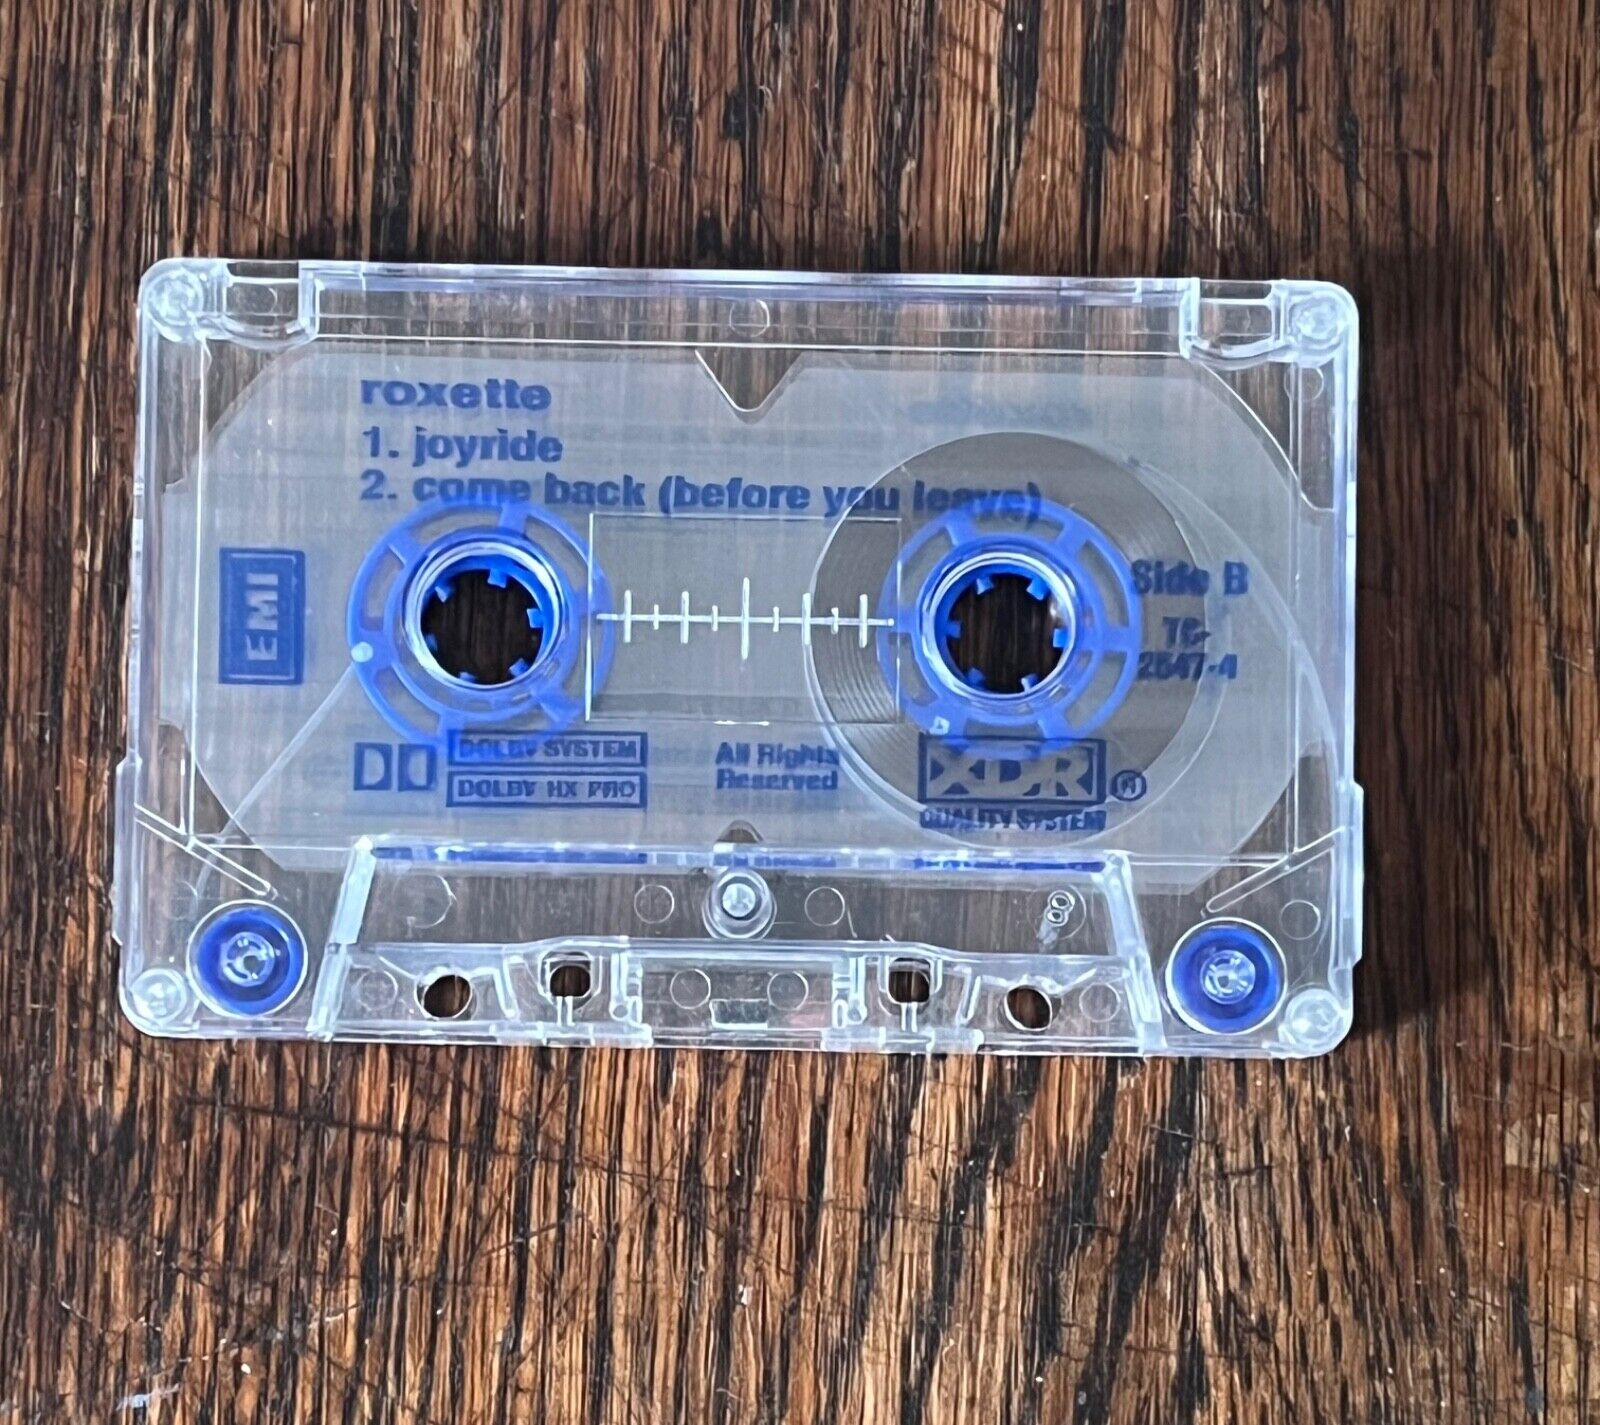 roxette
1. joyride
2. come back (before you leave)
EMI
Side B
TC-
2547-4
DOLBY SYSTEM
DOLBY HX PRO
All Rights
Reserved
XDR ®
QUALITY SYSTEM
8